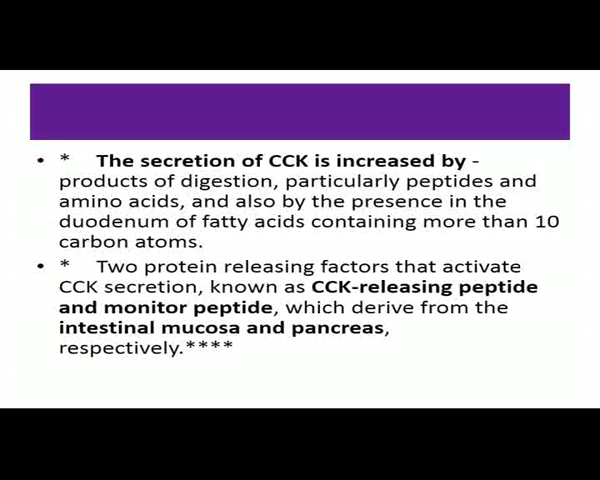 • * The secretion of CCK is increased by -
products of digestion, particularly peptides and
amino acids, and also by the presence in the
duodenum of fatty acids containing more than 10
carbon atoms.
• * Two protein releasing factors that activate
CCK secretion, known as CCK-releasing peptide
and monitor peptide, which derive from the
intestinal mucosa and pancreas,
respectively.****